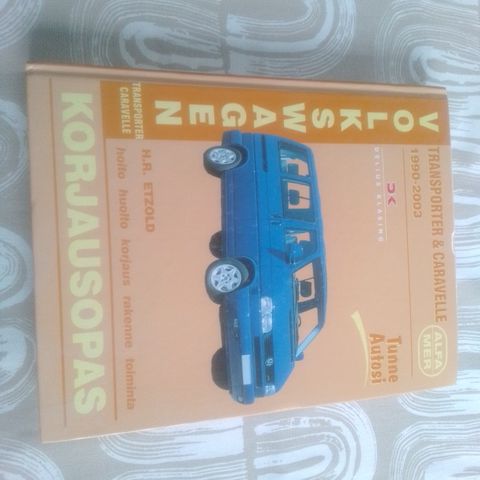 TRANSPORTER & CARAVELLE
1990-2003
ALFA
MER
DELIUS KLASING
Tunne
Autosi
VOLKSWAGEN
TRANSPORTER
CARAVELLE
H.R. ETZOLD
hoito huolto korjaus rakenne toiminta
KORJAUSOPAS